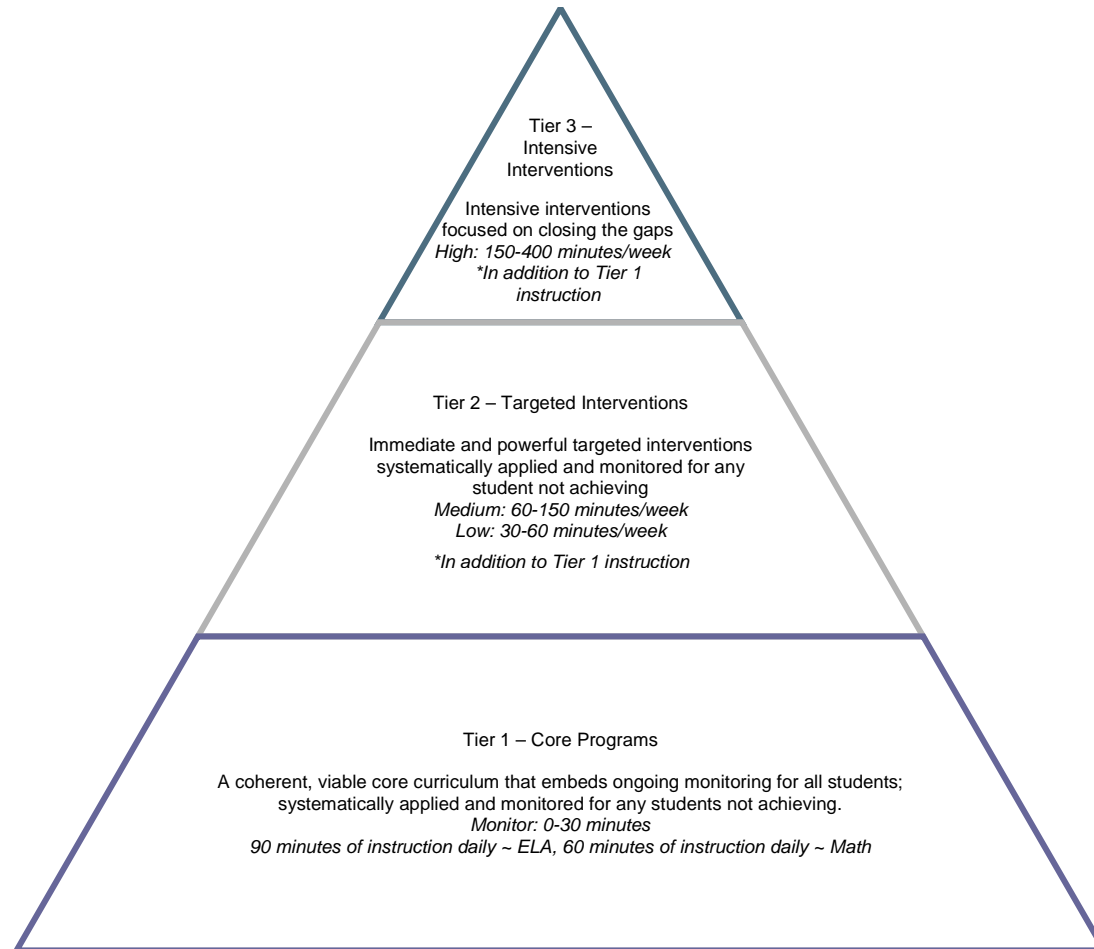 Tier 3 –
Intensive
Interventions
Intensive interventions
focused on closing the gaps
High: 150-400 minutes/week
*In addition to Tier 1
instruction
Tier 2 – Targeted Interventions
Immediate and powerful targeted interventions
systematically applied and monitored for any
student not achieving
Medium: 60-150 minutes/week
Low: 30-60 minutes/week
*In addition to Tier 1 instruction
Tier 1 – Core Programs
A coherent, viable core curriculum that embeds ongoing monitoring for all students;
systematically applied and monitored for any students not achieving.
Monitor: 0-30 minutes
90 minutes of instruction daily ~ ELA, 60 minutes of instruction daily ~ Math